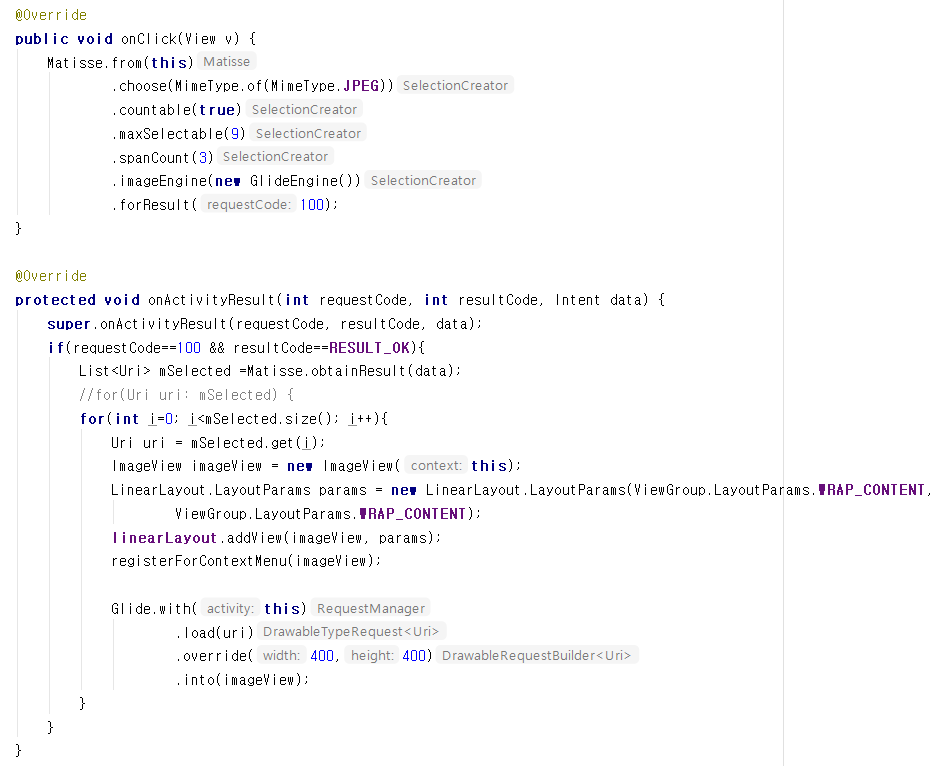 @Override
public void onClick(View v) {
Matisse.from(this) Matisse
.choose(MimeType.of(MimeType.JPEG)) SelectionCreator
.countable(true) SelectionCreator
.maxSelectable(9) SelectionCreator
.spanCount(3) SelectionCreator
.imageEngine(new GlideEngine()) SelectionCreator
.forResult( requestCode: 100);
}
@Override
protected void onActivityResult(int requestCode, int resultCode, Intent data) {
super.onActivityResult(requestCode, resultCode, data);
if(requestCode==100 && resultCode==RESULT_OK){
List<Uri> mSelected =Matisse.obtainResult(data);
//for(Uri uri: mSelected) {
for(int i=0; i<mSelected.size(); i++){
Uri uri = mSelected.get(i);
ImageView imageView = new ImageView( context: this);
LinearLayout.LayoutParams params = new LinearLayout.LayoutParams(ViewGroup.LayoutParams.WRAP_CONTENT,
ViewGroup.LayoutParams.WRAP_CONTENT);
linearLayout.addView(imageView, params);
registerForContextMenu(imageView);
Glide.with( activity: this) RequestManager
.load(uri) DrawableTypeRequest<Uri>
.override( width: 400, height: 400) DrawableRequestBuilder<Uri>
.into(imageView);
}
}
}